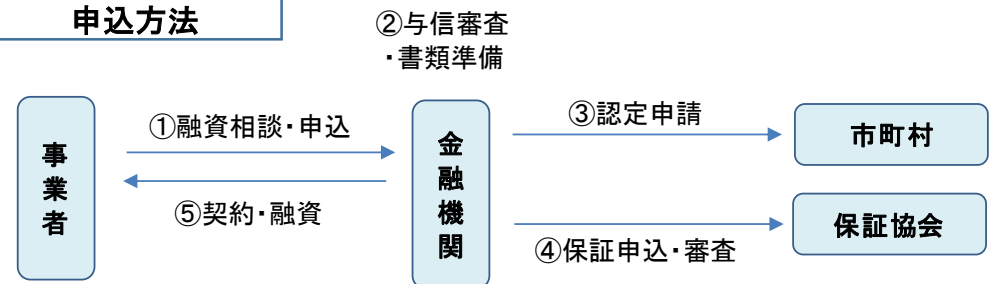 申込方法
②与信審査
・書類準備
事業者
①融資相談・申込
⑤契約・融資
金融機関
③認定申請
④保証申込・審査
市町村
保証協会